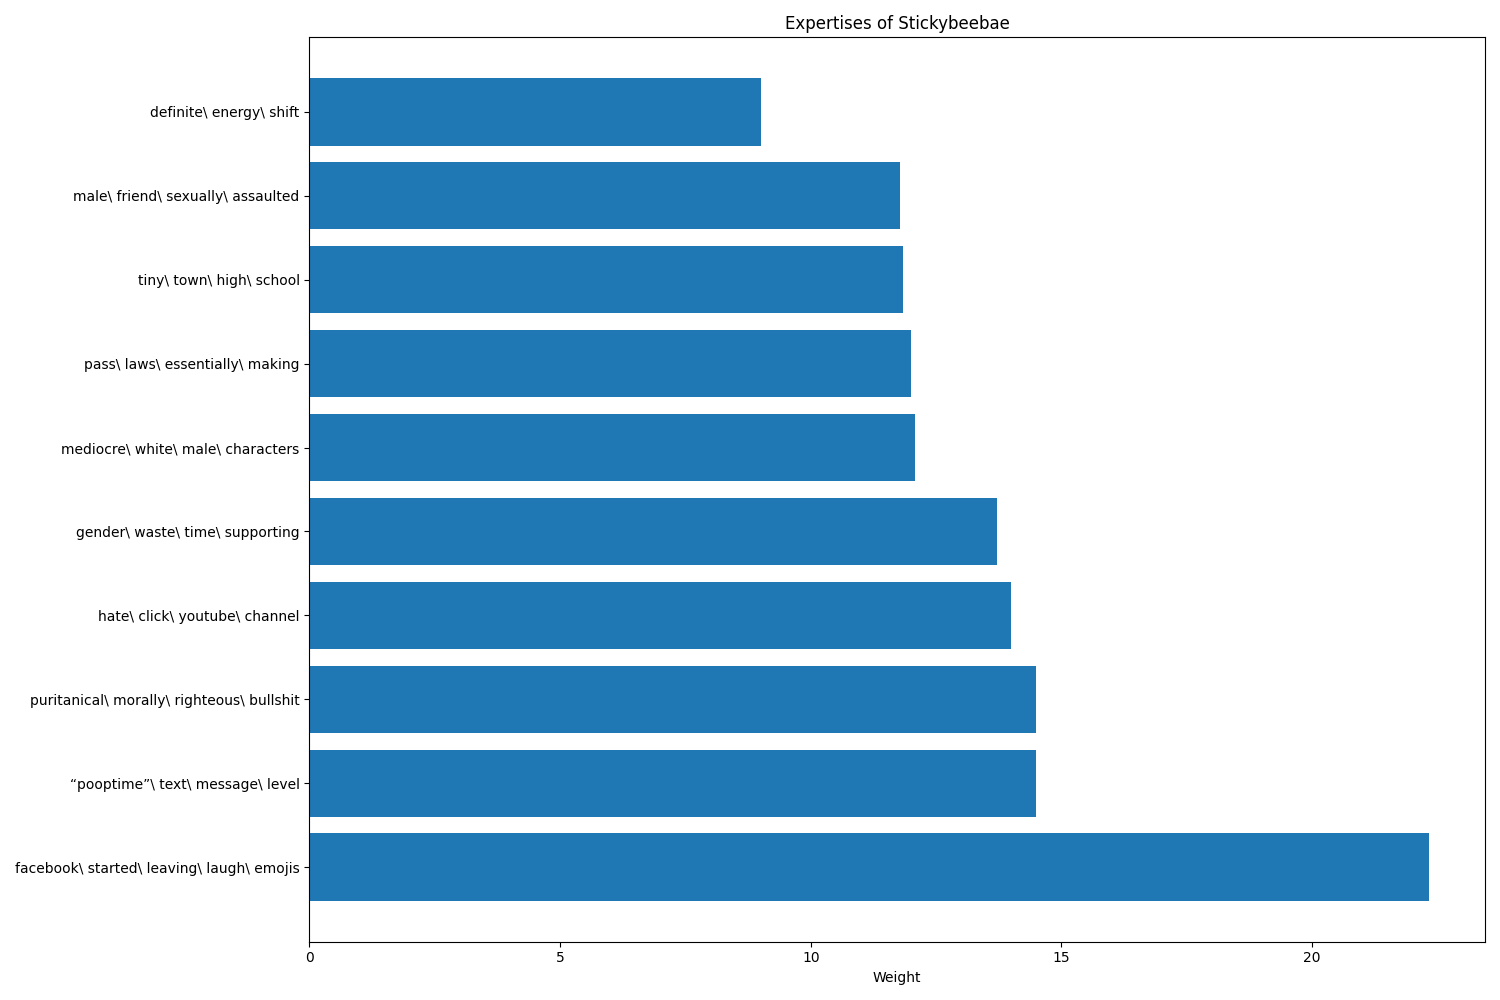 Expertises of Stickybeebae
definite\ energy\ shift
male\ friend\ sexually\ assaulted
tiny\ town\ high\ school
pass\ laws\ essentially\ making
mediocre\ white\ male\ characters
gender\ waste\ time\ supporting
hate\ click\ youtube\ channel
puritanical\ morally\ righteous\ bullshit
“pooptime”\ text\ message\ level
facebook\ started\ leaving\ laugh\ emojis
0 5 10 15 20
Weight